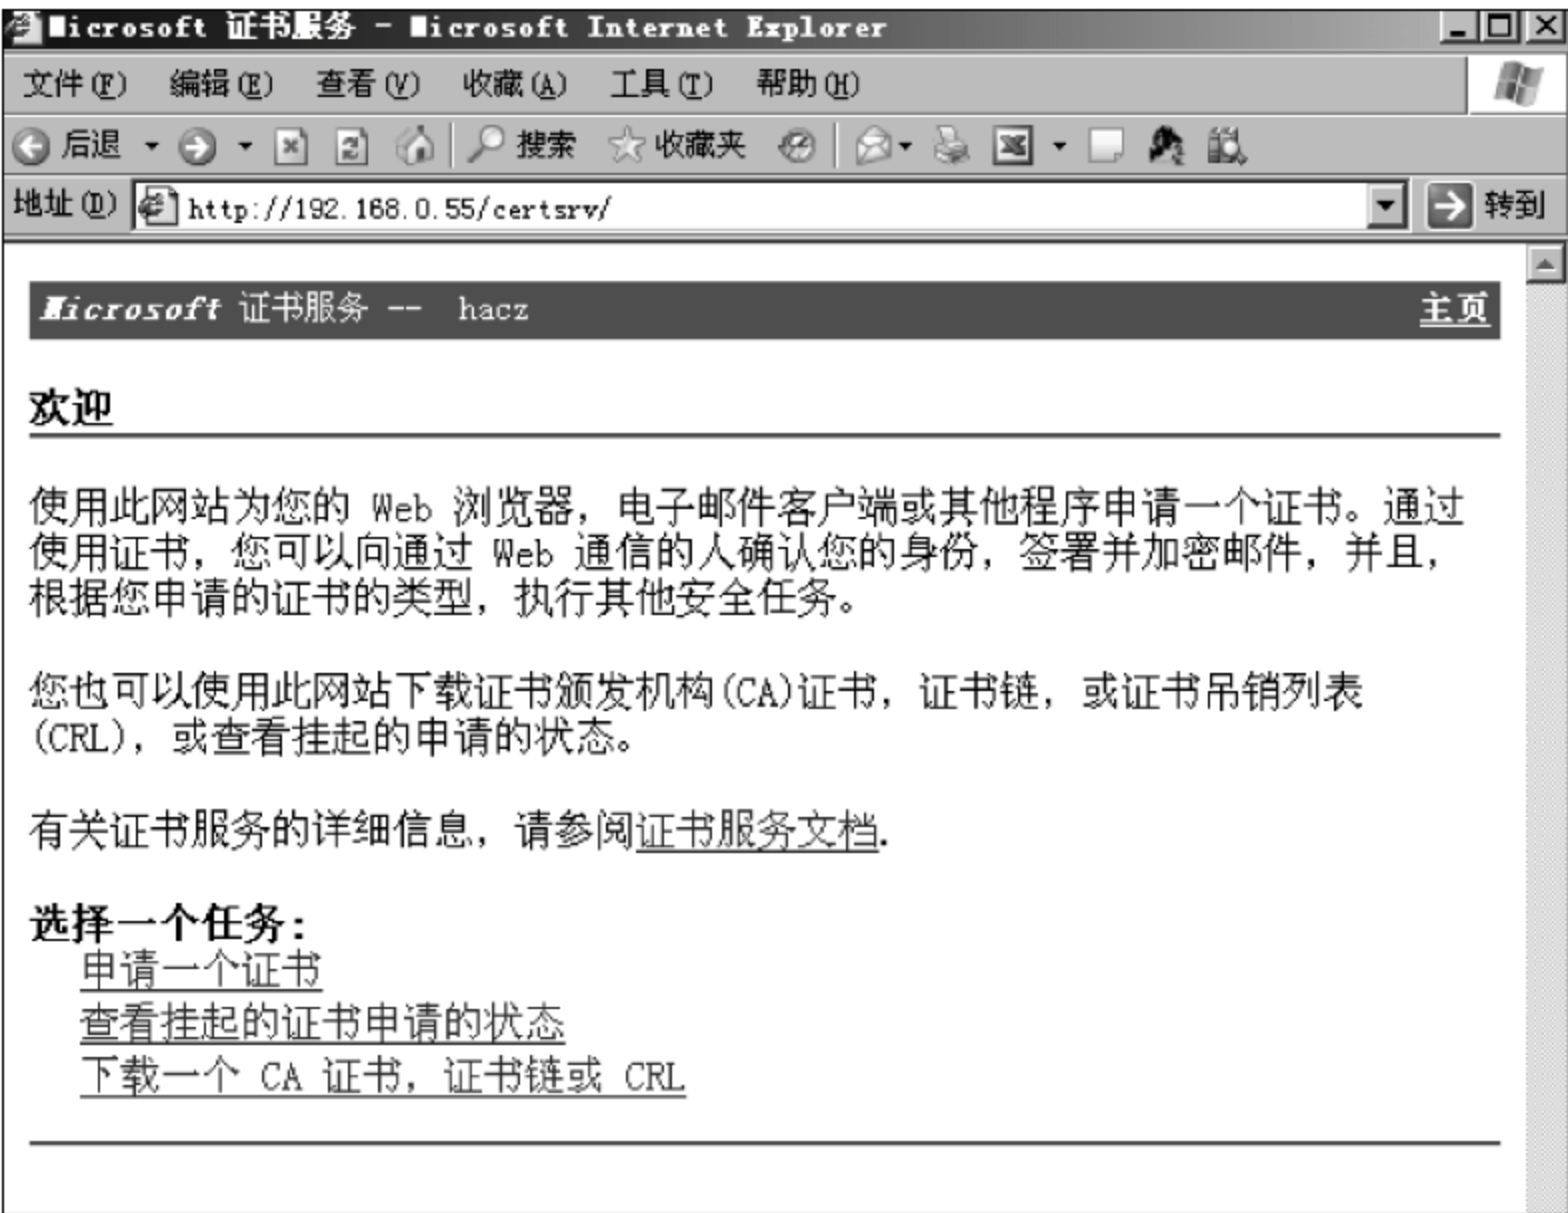 Microsoft 证书服务 - Microsoft Internet Explorer
文件(F) 编辑(E) 查看(V) 收藏(A) 工具(T) 帮助(H)
后退 搜索 收藏夹
地址(D) http://192.168.0.55/certsrv/ 转到
Microsoft 证书服务 -- hacz 主页
欢迎
使用此网站为您的 Web 浏览器，电子邮件客户端或其他程序申请一个证书。通过
使用证书，您可以向通过 Web 通信的人确认您的身份，签署并加密邮件，并且，
根据您申请的证书的类型，执行其他安全任务。
您也可以使用此网站下载证书颁发机构(CA)证书，证书链，或证书吊销列表
(CRL)，或查看挂起的申请的状态。
有关证书服务的详细信息，请参阅证书服务文档.
选择一个任务:
申请一个证书
查看挂起的证书申请的状态
下载一个 CA 证书，证书链或 CRL